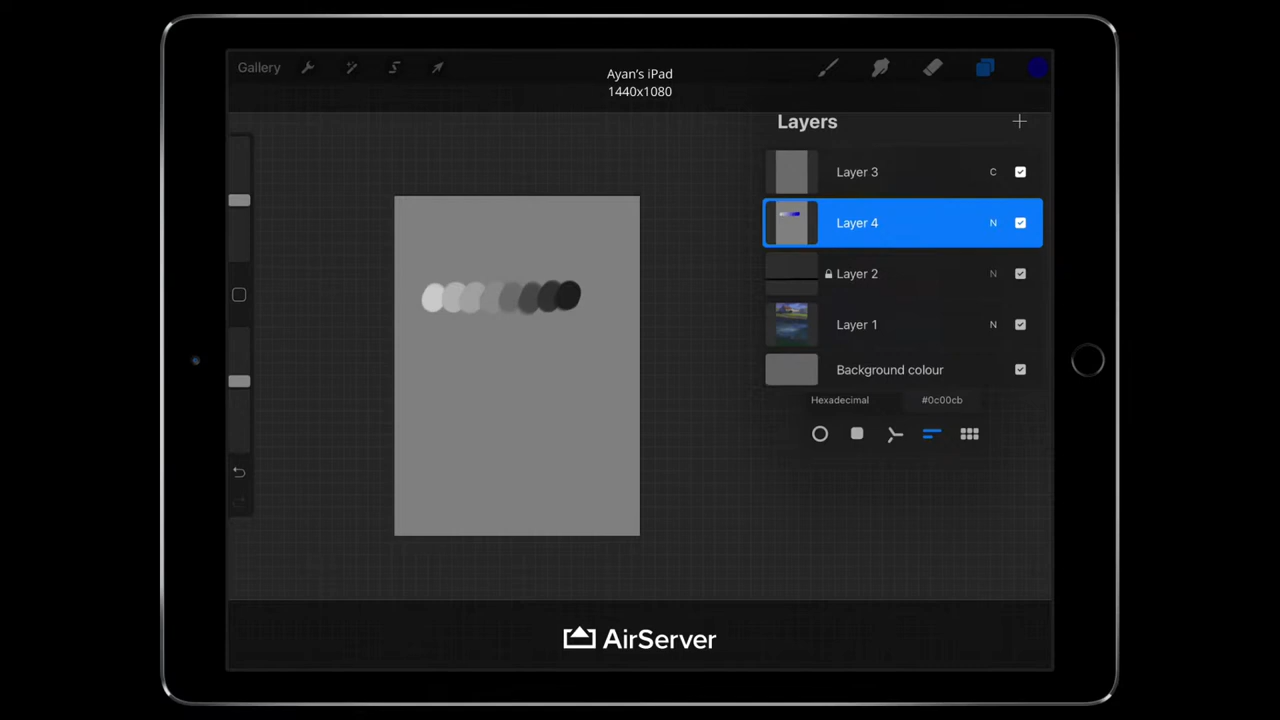 Gallery
Ayan's iPad
1440x1080
Layers
Layer 3 C
Layer 4 N
Layer 2 N
Layer 1 N
Background colour
Hexadecimal #0c00cb
AirServer